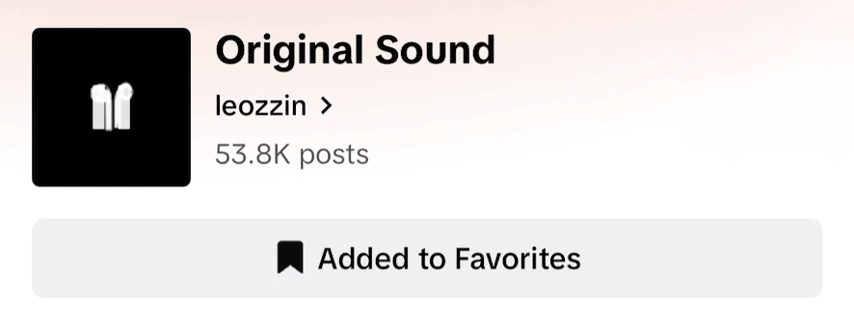 Original Sound
leozzin >
53.8K posts
Added to Favorites